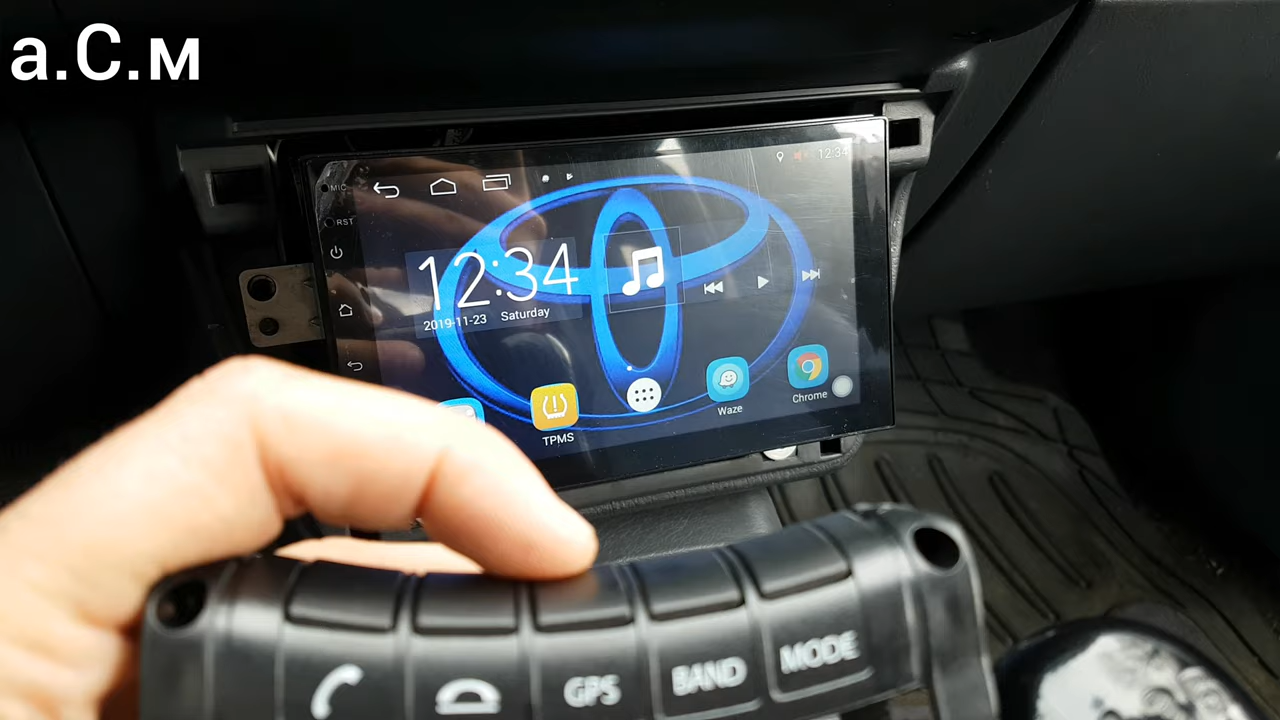 a.C.м
MIC
12:34
RST
12:34
2019-11-23 Saturday
TPMS
Waze
Chrome
GPS
BAND
MODE